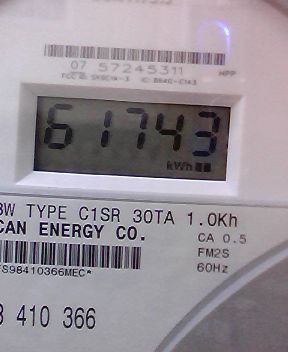 07 57245311
HPP
61743
kWh
3W TYPE C1SR 30TA 1.0Kh
CAN ENERGY CO.
CA 0.5
FM2S
60Hz
*S98410366MEC*
410 366